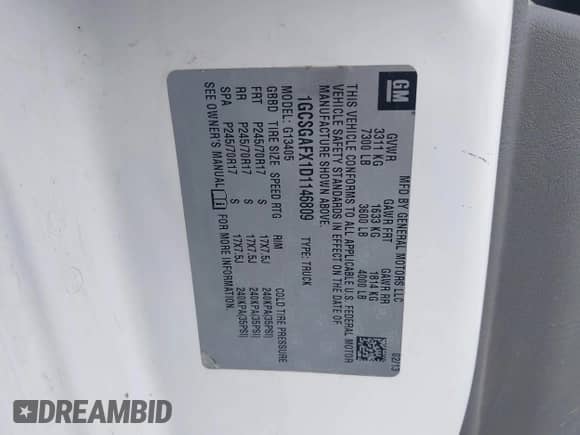 GM
MFD BY GENERAL MOTORS LLC
02/13
GVWR GAWR FRT GAWR RR
3311 KG 1633 KG 1814 KG
7300 LB 3600 LB 4000 LB
THIS VEHICLE CONFORMS TO ALL APPLICABLE U.S. FEDERAL MOTOR
VEHICLE SAFETY STANDARDS IN EFFECT ON THE DATE OF
MANUFACTURE SHOWN ABOVE.
1GCSGAFX1D1146809 TYPE: TRUCK
MODEL: G13405
GBBD TIRE SIZE SPEED RTG RIM COLD TIRE PRESSURE
FRT P245/70R17 S 17X7.5J 240KPA(35PSI)
RR P245/70R17 S 17X7.5J 240KPA(35PSI)
SPA P245/70R17 S 17X7.5J 240KPA(35PSI)
SEE OWNER'S MANUAL FOR MORE INFORMATION.
DREAMBID